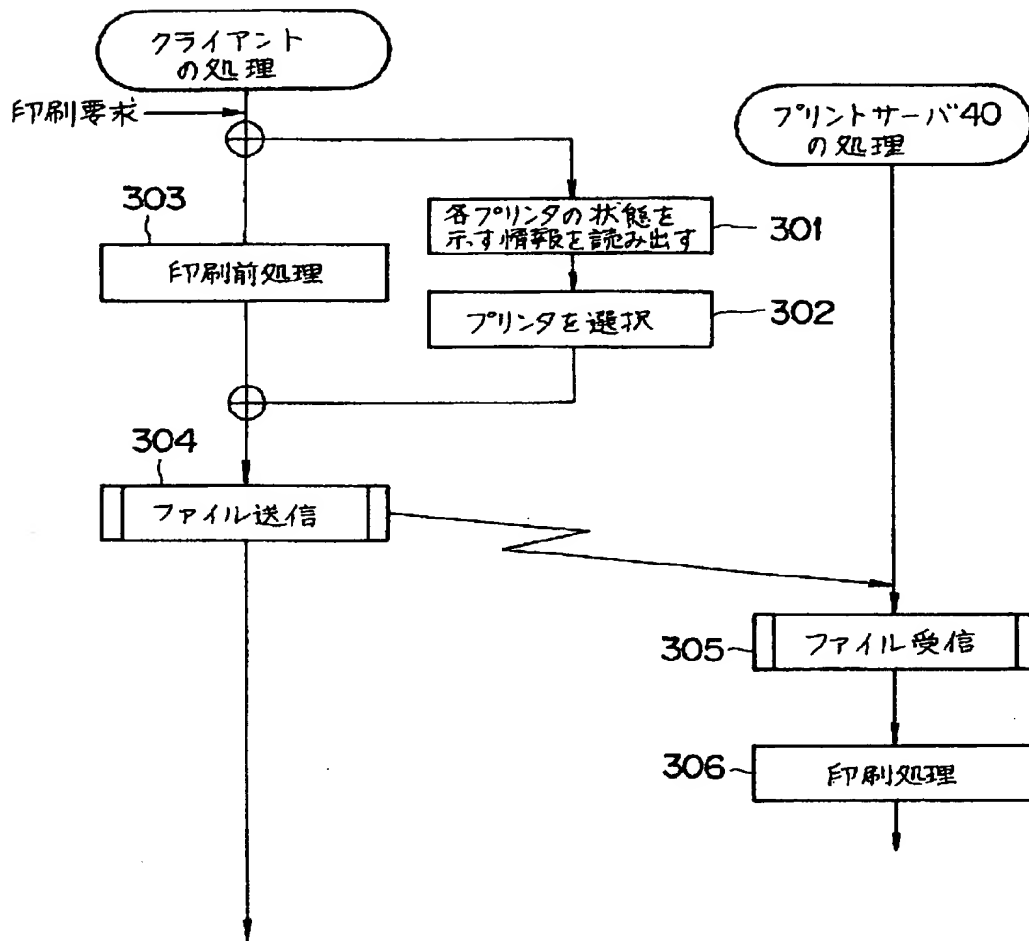 クライアント
の処理
印刷要求
プリントサーバ40
の処理
303
各プリンタの状態を
示す情報を読み出す
301
印刷前処理
プリンタを選択
302
304
ファイル送信
305
ファイル受信
306
印刷処理